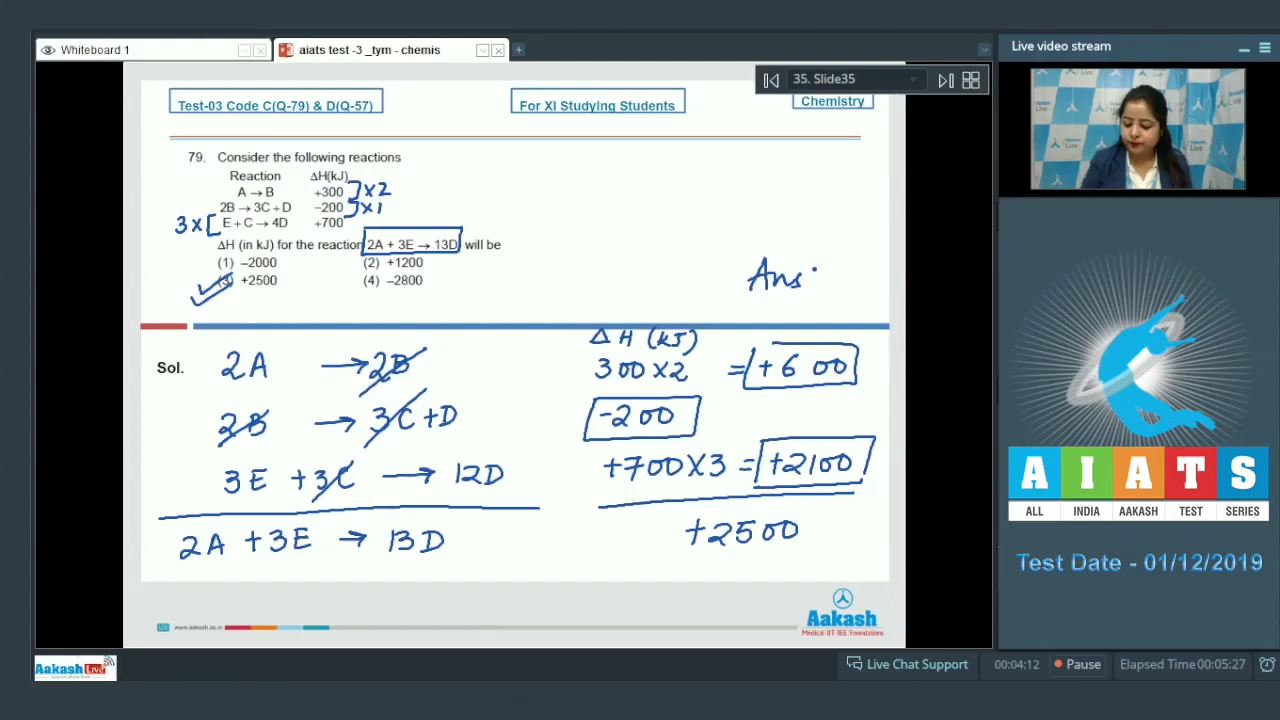 Whiteboard 1
aiats test -3 _tym - chemis
Live video stream
35. Slide35
Test-03 Code C(Q-79) & D(Q-57)
For XI Studying Students
Chemistry
79. Consider the following reactions
Reaction ΔH(kJ)
A → B +300 ×2
2B → 3C + D –200 ×1
3× E + C → 4D +700
ΔH (in kJ) for the reaction 2A + 3E → 13D will be
(1) –2000 (2) +1200
(3) +2500 (4) –2800
Ans
Sol.
ΔH (kJ)
2A → 2B 300×2 = +600
2B → 3C + D -200
3E + 3C → 12D +700×3 = +2100
2A + 3E → 13D +2500
AIATS
ALL INDIA AAKASH TEST SERIES
Test Date - 01/12/2019
www.aakash.ac.in
Aakash
Medical|IIT-JEE|Foundations
Aakash Live
Live Chat Support
00:04:12
Pause
Elapsed Time 00:05:27